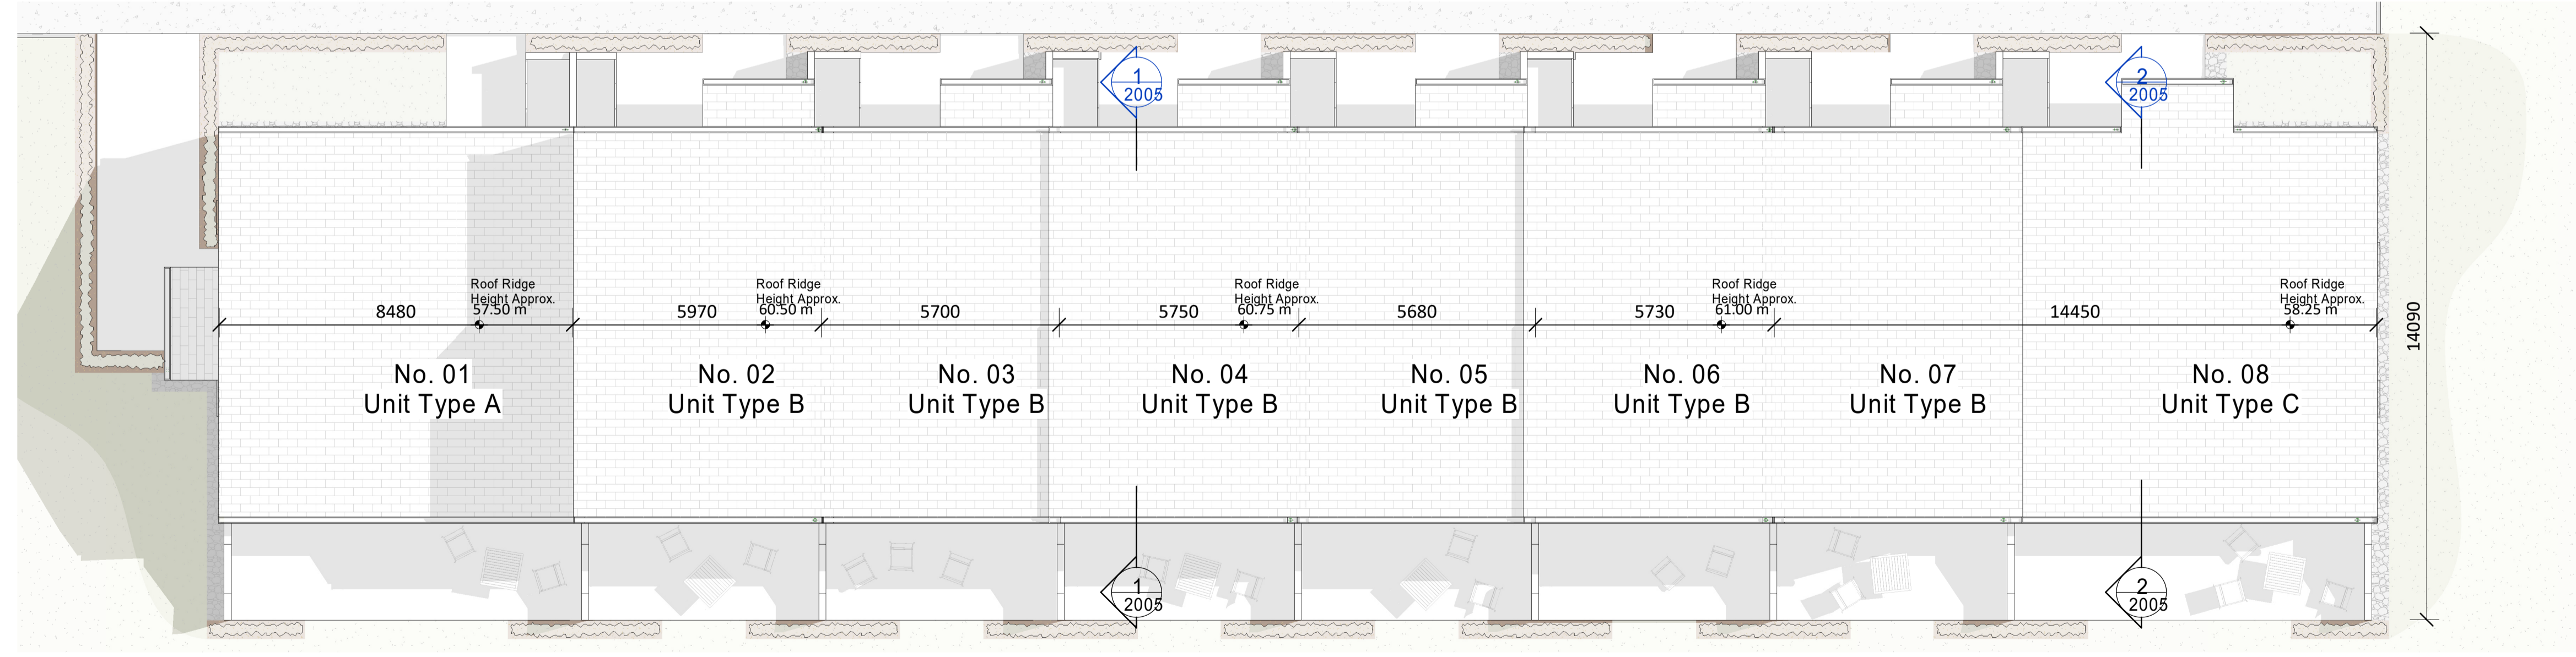 1
2005
2
2005
Roof Ridge
Height Approx.
57.50 m
Roof Ridge
Height Approx.
60.50 m
Roof Ridge
Height Approx.
60.75 m
Roof Ridge
Height Approx.
61.00 m
Roof Ridge
Height Approx.
58.25 m
8480
5970
5700
5750
5680
5730
14450
14090
No. 01
Unit Type A
No. 02
Unit Type B
No. 03
Unit Type B
No. 04
Unit Type B
No. 05
Unit Type B
No. 06
Unit Type B
No. 07
Unit Type B
No. 08
Unit Type C
1
2005
2
2005